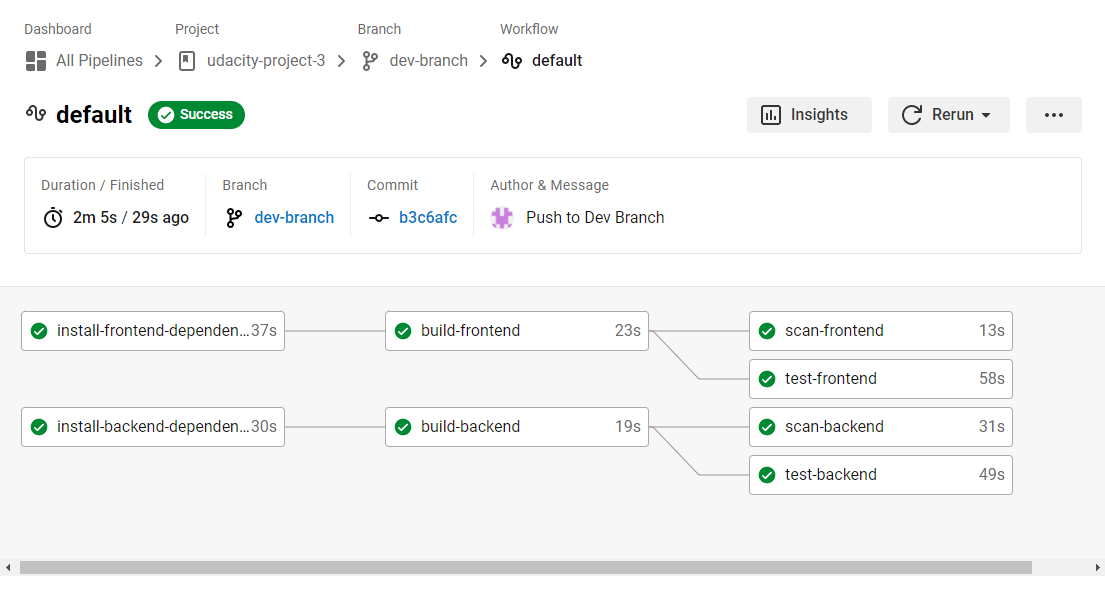 Dashboard Project Branch Workflow
All Pipelines udacity-project-3 dev-branch default
default Success Insights Rerun
Duration / Finished Branch Commit Author & Message
2m 5s / 29s ago dev-branch b3c6afc Push to Dev Branch
install-frontend-dependen... 37s build-frontend 23s scan-frontend 13s
test-frontend 58s
install-backend-dependen... 30s build-backend 19s scan-backend 31s
test-backend 49s